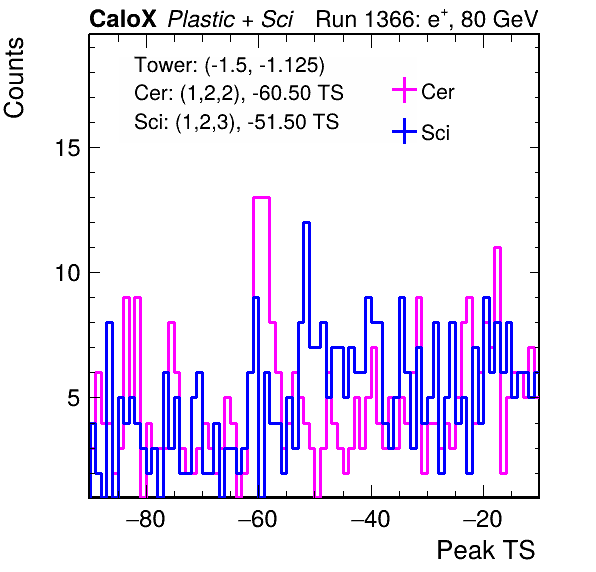 CaloX Plastic + Sci Run 1366: e+, 80 GeV
Counts
Tower: (-1.5, -1.125)
Cer: (1,2,2), -60.50 TS
Sci: (1,2,3), -51.50 TS
Cer
Sci
15
10
5
−80 −60 −40 −20
Peak TS